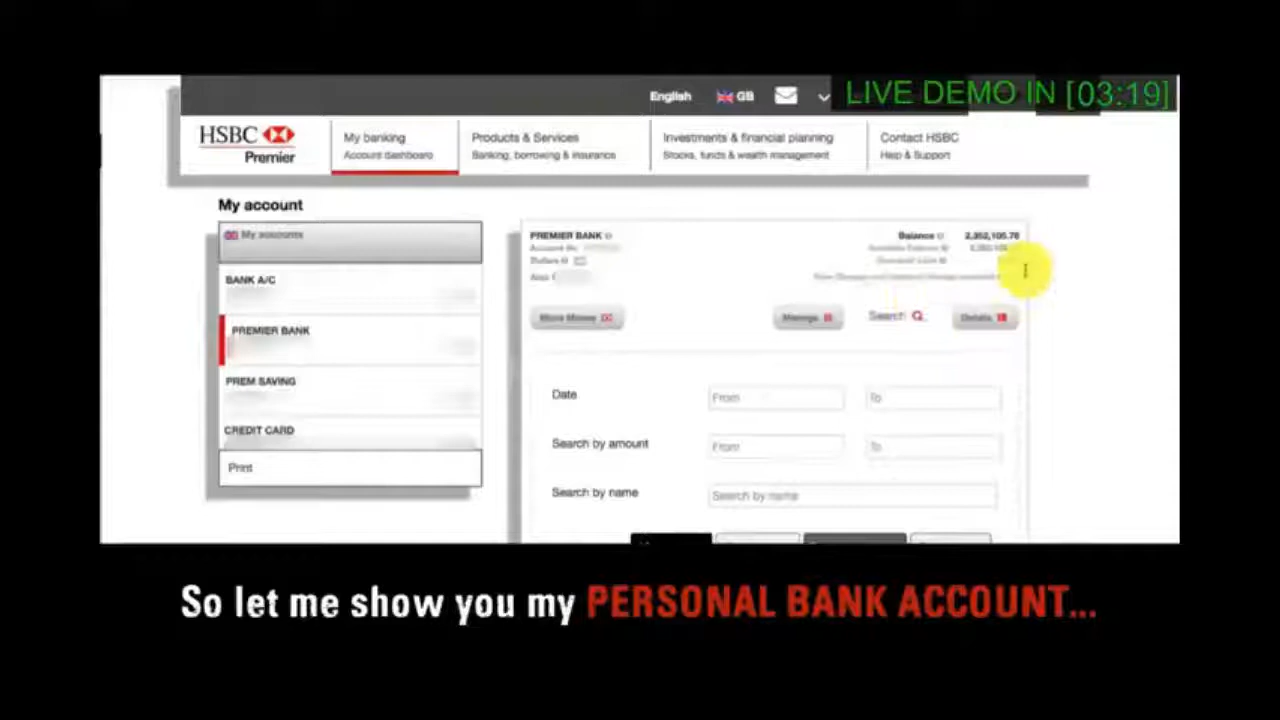 LIVE DEMO IN [03:19]
English GB
HSBC
Premier
My banking
Account dashboard
Products & Services
Banking, borrowing & insurance
Investments & financial planning
Stocks, funds & wealth management
Contact HSBC
Help & Support
My account
My accounts
BANK A/C
PREMIER BANK
PREM SAVING
CREDIT CARD
Print
PREMIER BANK
Balance
Move Money
Manage
Search
Details
Date From To
Search by amount From To
Search by name Search by name
So let me show you my PERSONAL BANK ACCOUNT...